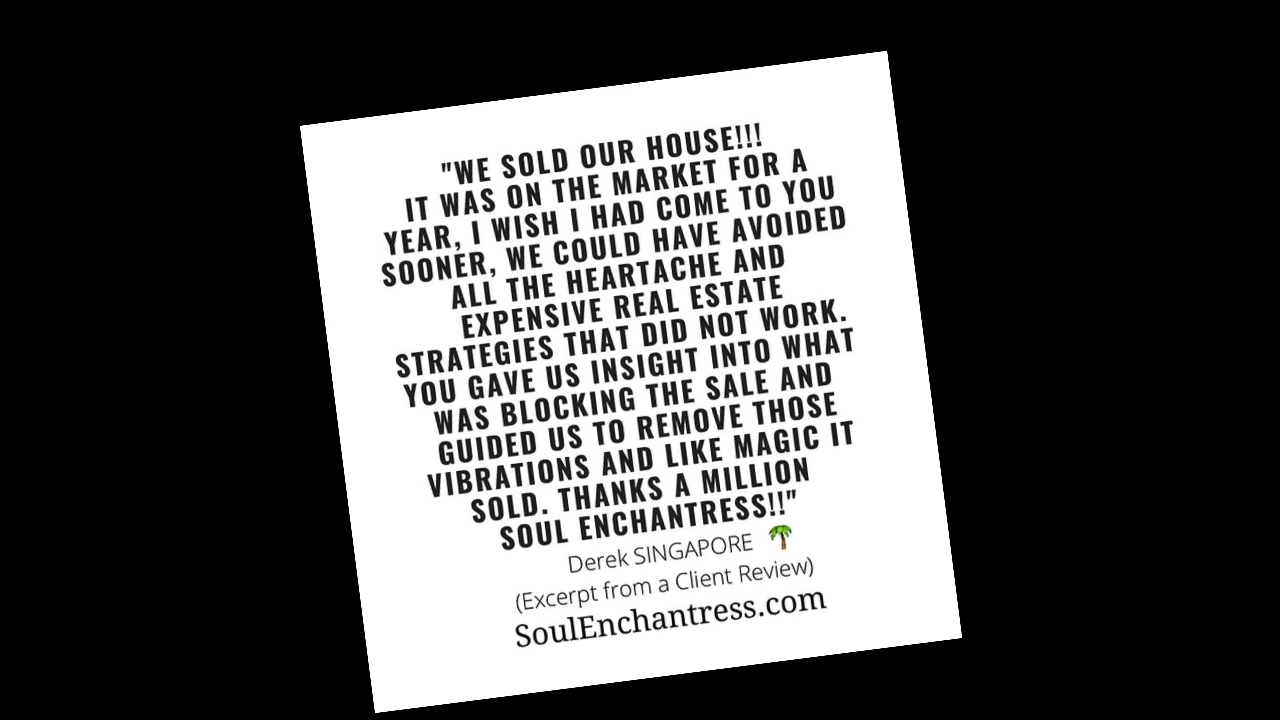 "WE SOLD OUR HOUSE!!!
IT WAS ON THE MARKET FOR A
YEAR, I WISH I HAD COME TO YOU
SOONER, WE COULD HAVE AVOIDED
ALL THE HEARTACHE AND
EXPENSIVE REAL ESTATE
STRATEGIES THAT DID NOT WORK.
YOU GAVE US INSIGHT INTO WHAT
WAS BLOCKING THE SALE AND
GUIDED US TO REMOVE THOSE
VIBRATIONS AND LIKE MAGIC IT
SOLD. THANKS A MILLION
SOUL ENCHANTRESS!!"
Derek SINGAPORE 🌴
(Excerpt from a Client Review)
SoulEnchantress.com